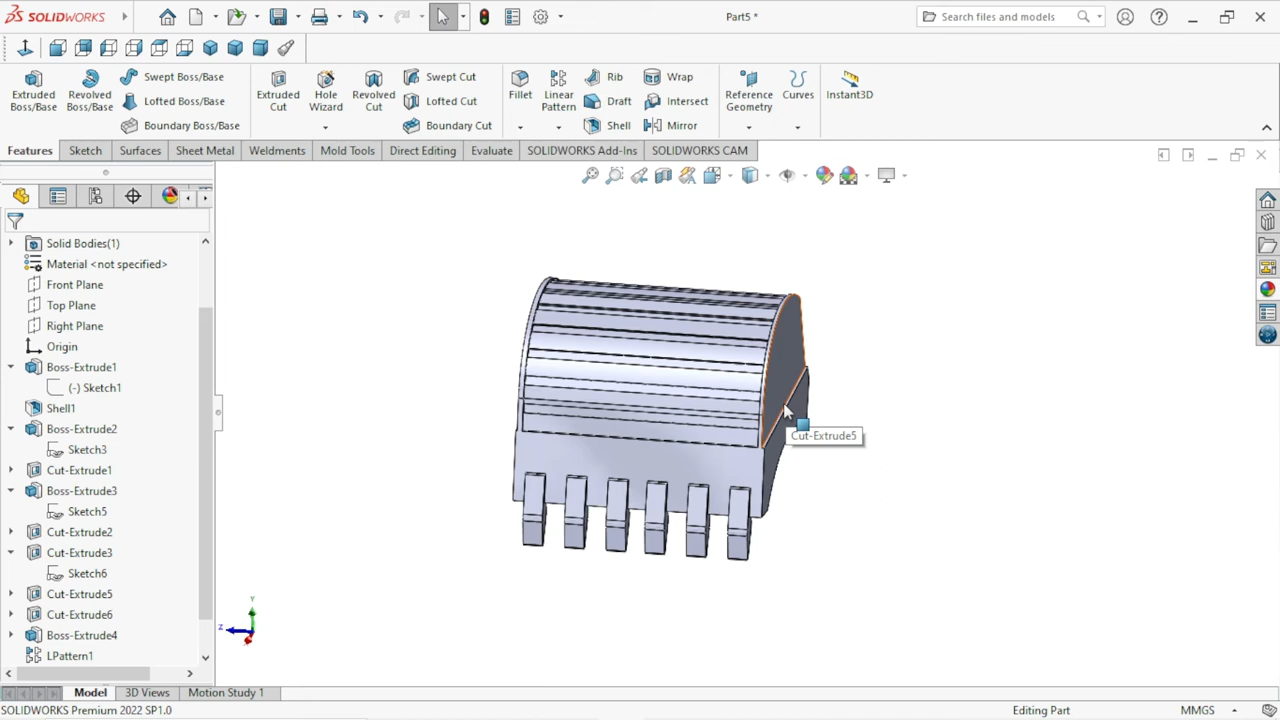 SOLIDWORKS
Part5 *
Search files and models
Extruded Boss/Base
Revolved Boss/Base
Swept Boss/Base
Lofted Boss/Base
Boundary Boss/Base
Extruded Cut
Hole Wizard
Revolved Cut
Swept Cut
Lofted Cut
Boundary Cut
Fillet
Linear Pattern
Rib
Draft
Shell
Wrap
Intersect
Mirror
Reference Geometry
Curves
Instant3D
Features
Sketch
Surfaces
Sheet Metal
Weldments
Mold Tools
Direct Editing
Evaluate
SOLIDWORKS Add-Ins
SOLIDWORKS CAM
Solid Bodies(1)
Material <not specified>
Front Plane
Top Plane
Right Plane
Origin
Boss-Extrude1
(-) Sketch1
Shell1
Boss-Extrude2
Sketch3
Cut-Extrude1
Boss-Extrude3
Sketch5
Cut-Extrude2
Cut-Extrude3
Sketch6
Cut-Extrude5
Cut-Extrude6
Boss-Extrude4
LPattern1
Cut-Extrude5
Y
Z
Model
3D Views
Motion Study 1
SOLIDWORKS Premium 2022 SP1.0
Editing Part
MMGS